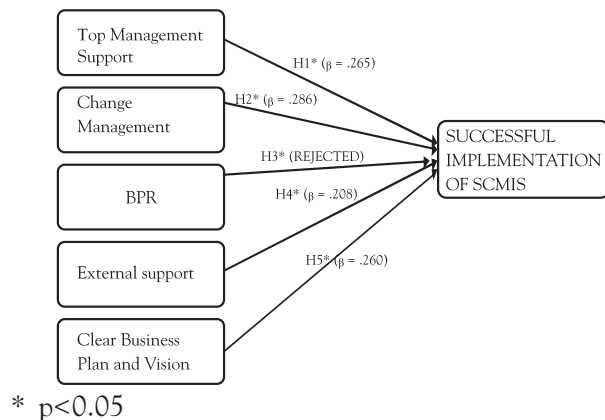 Top Management
Support
H1* (β = .265)
Change
Management
H2* (β = .286)
SUCCESSFUL
IMPLEMENTATION
OF SCMIS
BPR
H3* (REJECTED)
H4* (β = .208)
External support
H5* (β = .260)
Clear Business
Plan and Vision
* p<0.05